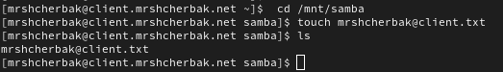 [mrshcherbak@client.mrshcherbak.net ~]$  cd /mnt/samba
[mrshcherbak@client.mrshcherbak.net samba]$ touch mrshcherbak@client.txt
[mrshcherbak@client.mrshcherbak.net samba]$ ls
mrshcherbak@client.txt
[mrshcherbak@client.mrshcherbak.net samba]$